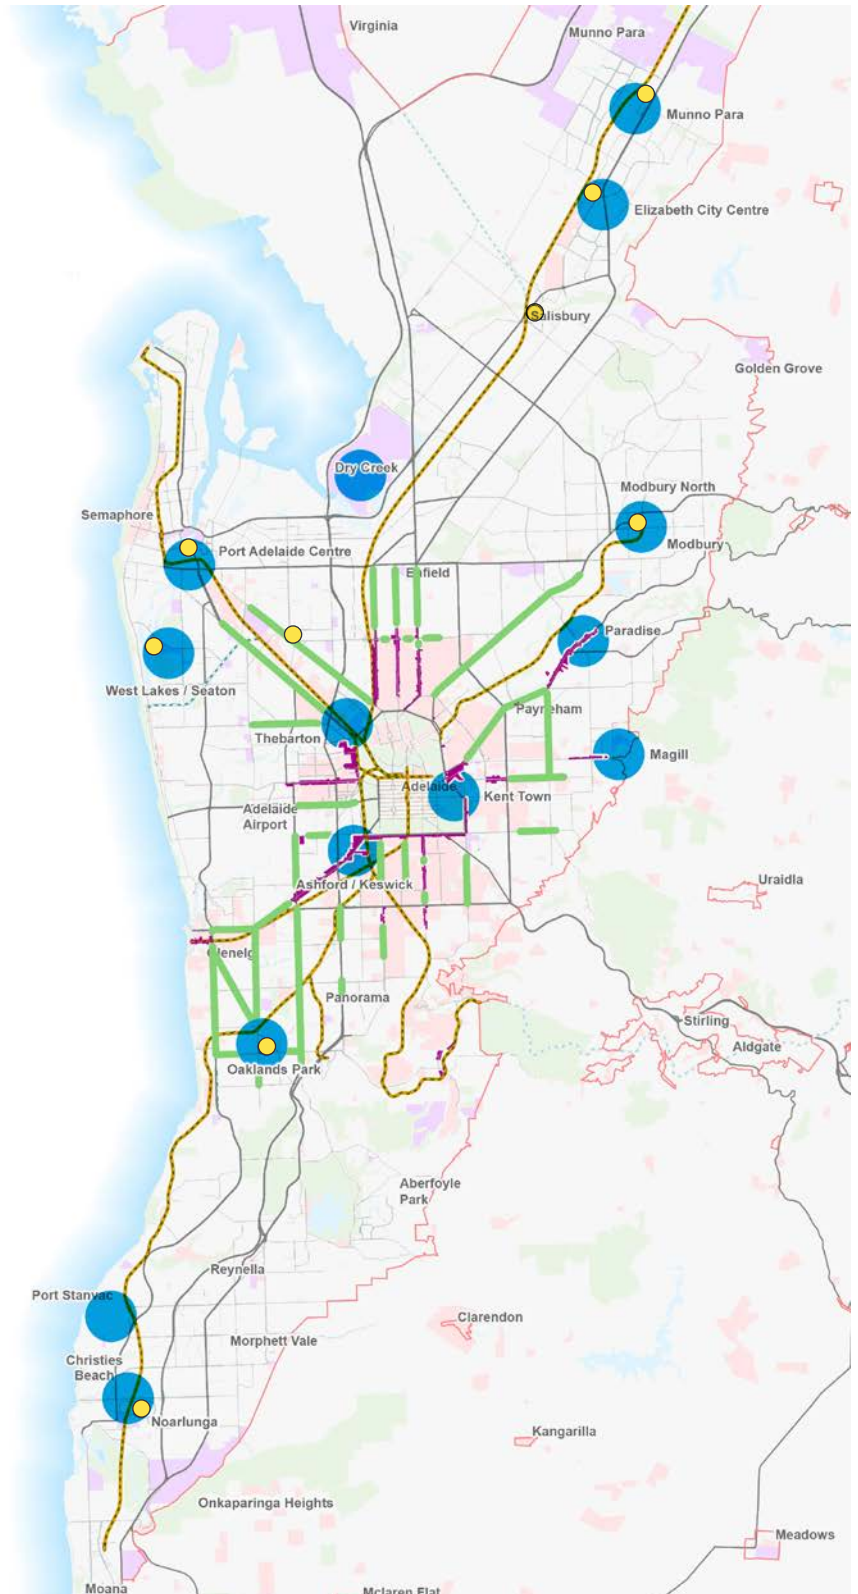 Virginia
Munno Para
Munno Para
Elizabeth City Centre
Salisbury
Golden Grove
Dry Creek
Modbury North
Semaphore
Modbury
Port Adelaide Centre
Enfield
Paradise
West Lakes / Seaton
Payneham
Thebarton
Magill
Adelaide
Kent Town
Adelaide
Airport
Uraidla
Ashford / Keswick
Glenelg
Panorama
Stirling
Aldgate
Oaklands Park
Aberfoyle
Park
Reynella
Port Stanvac
Clarendon
Morphett Vale
Christies
Beach
Noarlunga
Kangarilla
Onkaparinga Heights
Meadows
Moana
Mclaren Flat